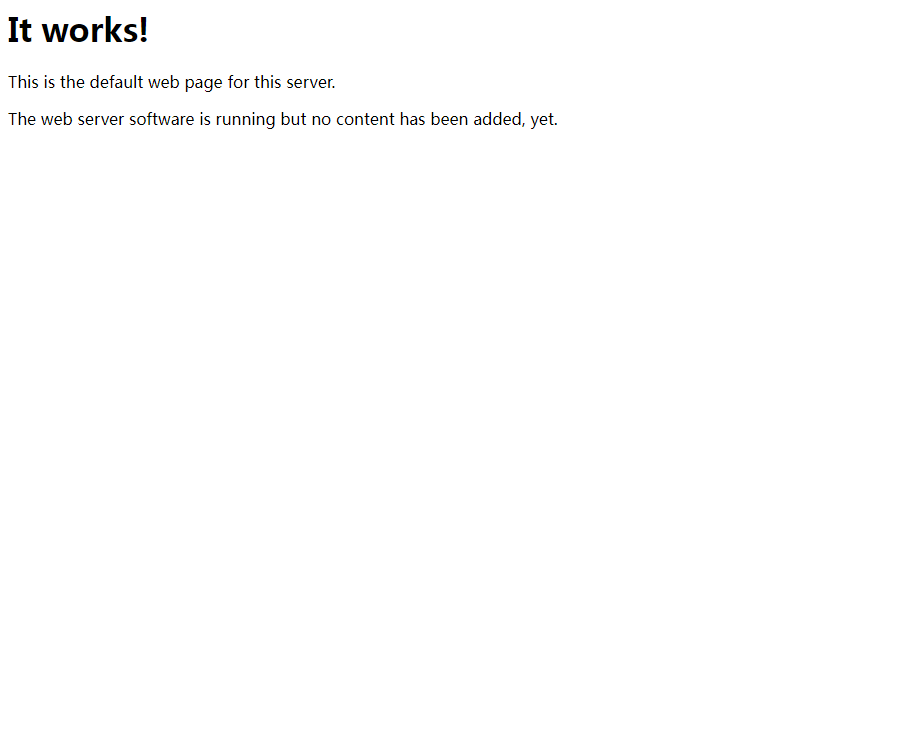 It works!
This is the default web page for this server.
The web server software is running but no content has been added, yet.